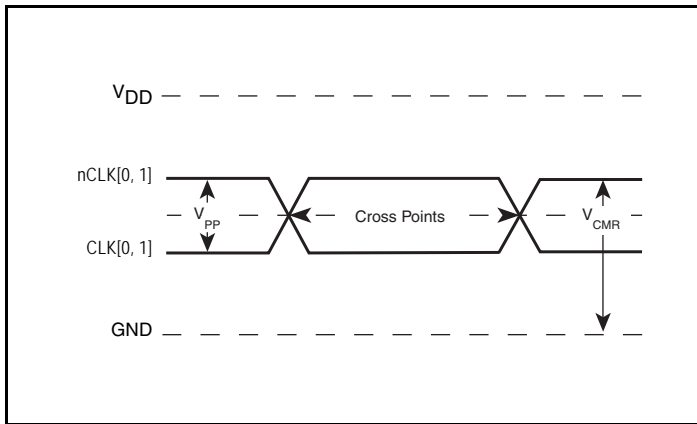 VDD
nCLK[0, 1]
VPP
Cross Points
VCMR
CLK[0, 1]
GND